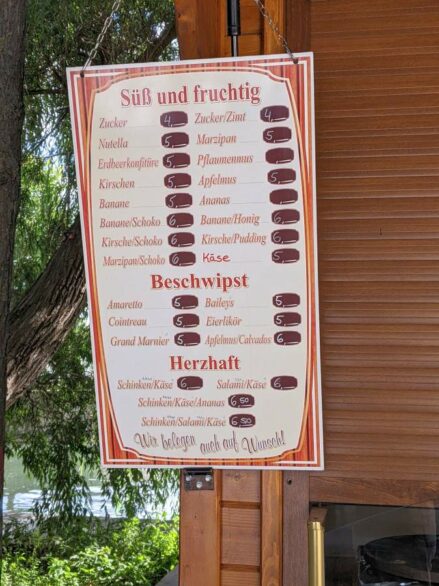 Süß und fruchtig
Zucker 4,- Zucker/Zimt 4,-
Nutella 5,- Marzipan 5,-
Erdbeerkonfitüre 5,- Pflaumenmus
Kirschen 5,- Apfelmus 5,-
Banane 5,- Ananas
Banane/Schoko 6,- Banane/Honig 6,-
Kirsche/Schoko 6,- Kirsche/Pudding 6,-
Marzipan/Schoko 6,- Käse 5,-
Beschwipst
Amaretto 5,- Baileys 5,-
Cointreau 5,- Eierlikör 5,-
Grand Marnier 5,- Apfelmus/Calvados 6,-
Herzhaft
Schinken/Käse 6,- Salami/Käse 6,-
Schinken/Käse/Ananas 6,50
Schinken/Salami/Käse 6,50
Wir belegen auch auf Wunsch!